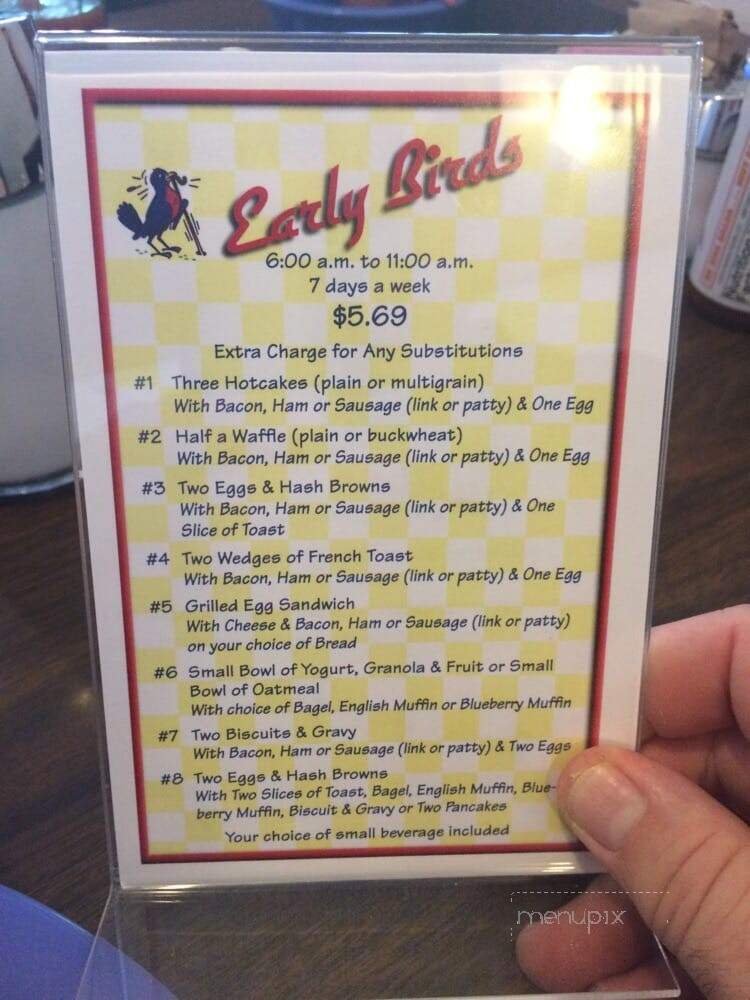 Early Birds
6:00 a.m. to 11:00 a.m.
7 days a week
$5.69
Extra Charge for Any Substitutions
#1 Three Hotcakes (plain or multigrain)
With Bacon, Ham or Sausage (link or patty) & One Egg
#2 Half a Waffle (plain or buckwheat)
With Bacon, Ham or Sausage (link or patty) & One Egg
#3 Two Eggs & Hash Browns
With Bacon, Ham or Sausage (link or patty) & One
Slice of Toast
#4 Two Wedges of French Toast
With Bacon, Ham or Sausage (link or patty) & One Egg
#5 Grilled Egg Sandwich
With Cheese & Bacon, Ham or Sausage (link or patty)
on your choice of Bread
#6 Small Bowl of Yogurt, Granola & Fruit or Small
Bowl of Oatmeal
With choice of Bagel, English Muffin or Blueberry Muffin
#7 Two Biscuits & Gravy
With Bacon, Ham or Sausage (link or patty) & Two Eggs
#8 Two Eggs & Hash Browns
With Two Slices of Toast, Bagel, English Muffin, Blue-
berry Muffin, Biscuit & Gravy or Two Pancakes
Your choice of small beverage included
menupix